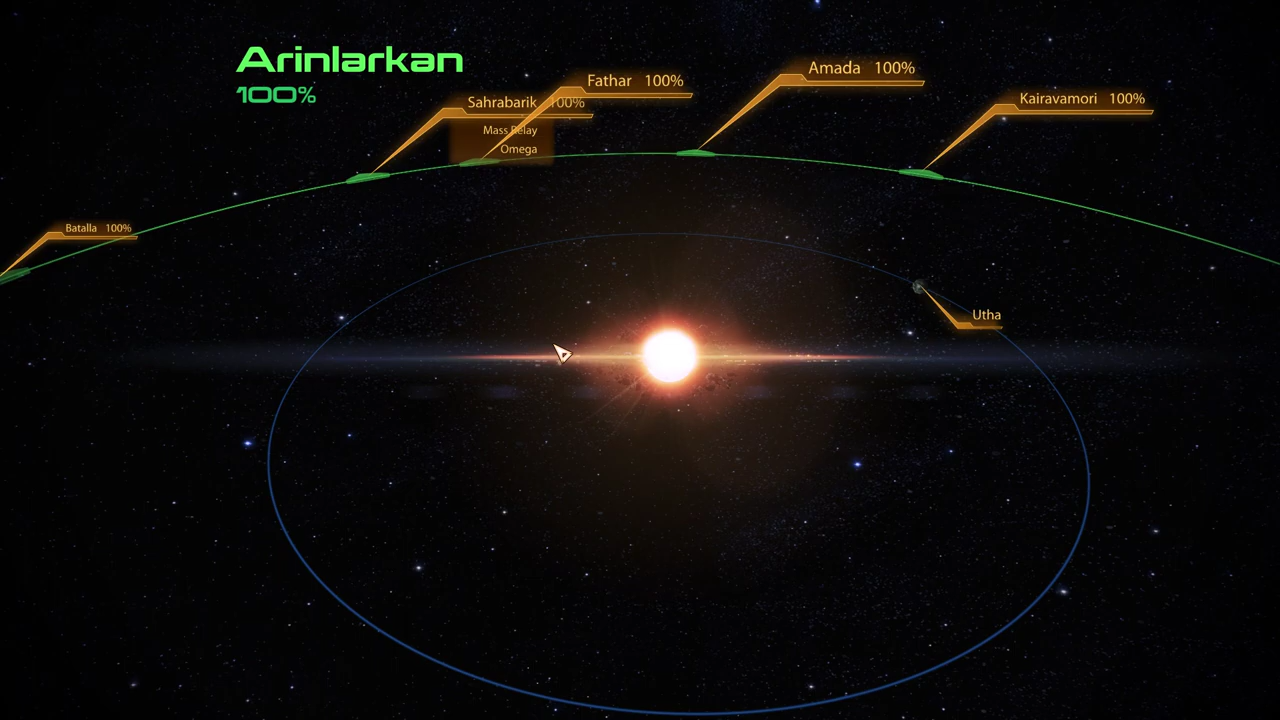 Arinlarkan
100%
Sahrabarik 100%
Mass Relay
Omega
Fathar 100%
Amada 100%
Kairavamori 100%
Batalla 100%
Utha